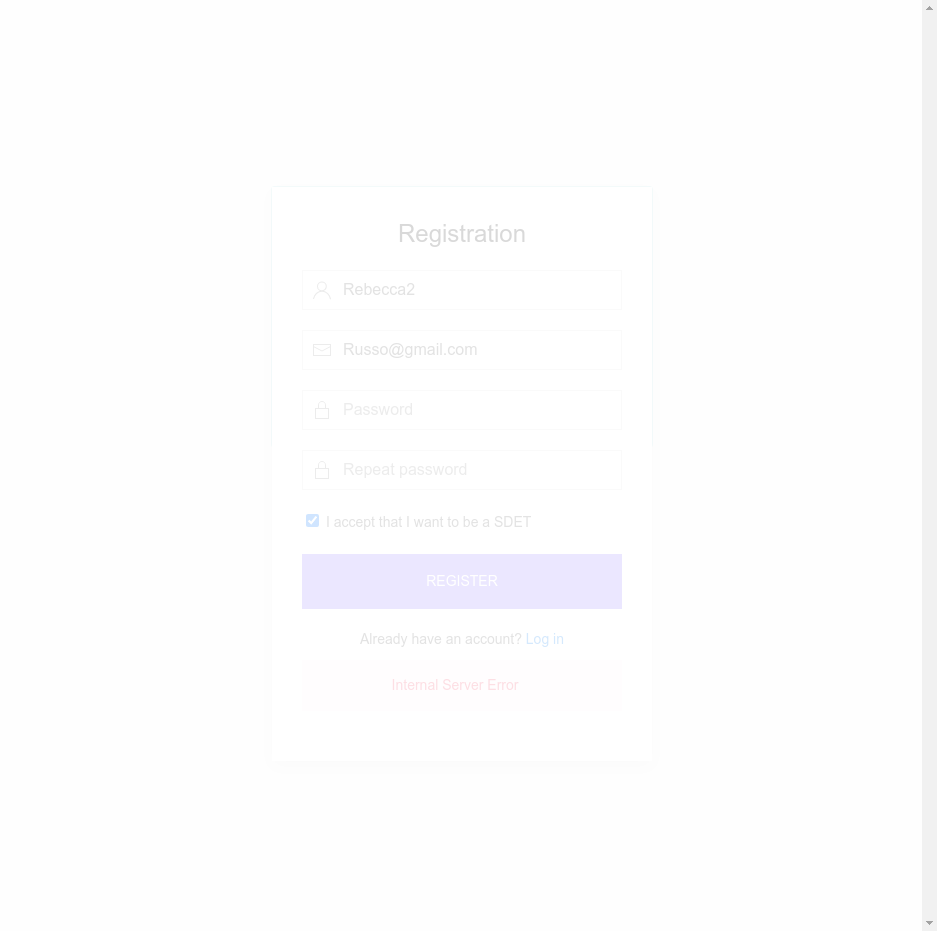 Registration
Rebecca2
Russo@gmail.com
Password
Repeat password
I accept that I want to be a SDET
REGISTER
Already have an account? Log in
Internal Server Error